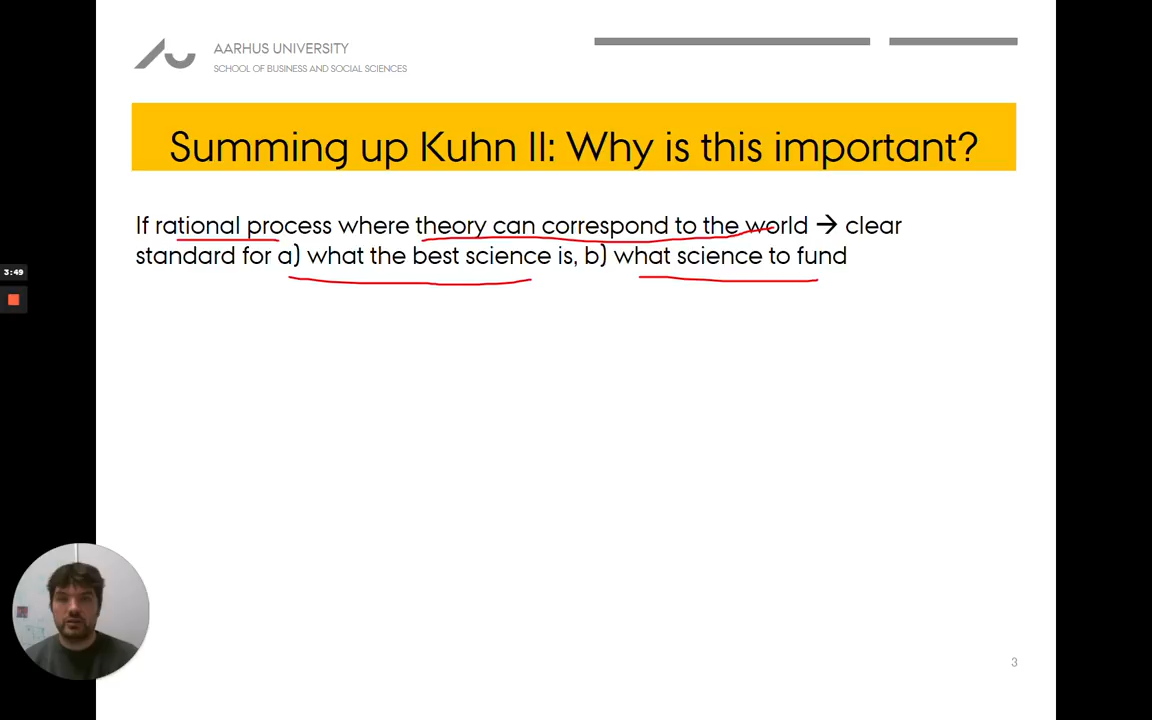 AARHUS UNIVERSITY
SCHOOL OF BUSINESS AND SOCIAL SCIENCES
Summing up Kuhn II: Why is this important?
If rational process where theory can correspond to the world → clear
standard for a) what the best science is, b) what science to fund
3:49
3